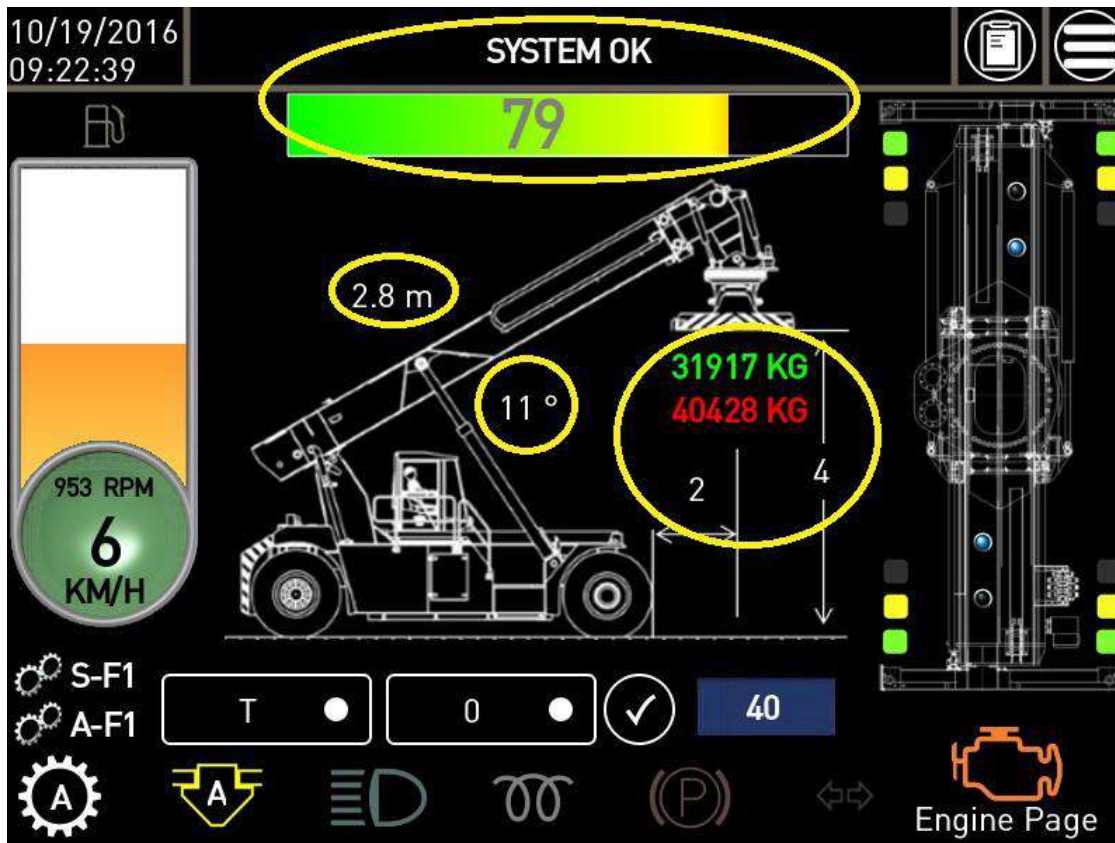 10/19/2016
09:22:39
SYSTEM OK
79
2.8 m
11 °
31917 KG
40428 KG
2
4
953 RPM
6
KM/H
S-F1
A-F1
T
0
40
A
A
(P)
Engine Page